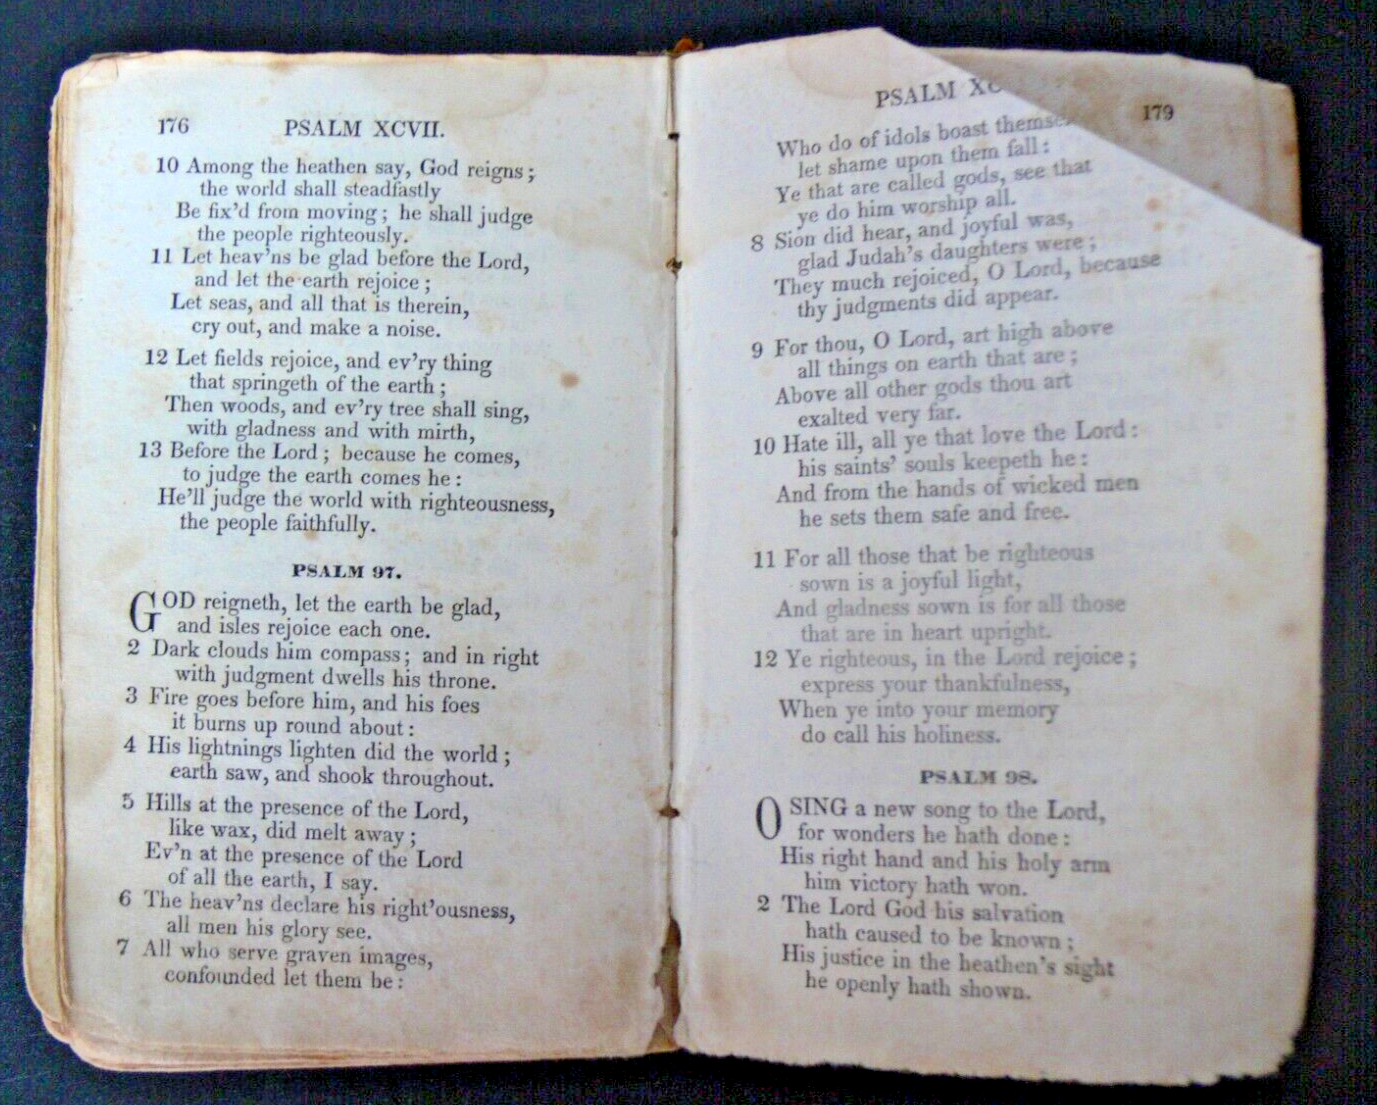 176 PSALM XCVII.
10 Among the heathen say, God reigns;
the world shall steadfastly
Be fix'd from moving; he shall judge
the people righteously.
11 Let heav'ns be glad before the Lord,
and let the earth rejoice;
Let seas, and all that is therein,
cry out, and make a noise.
12 Let fields rejoice, and ev'ry thing
that springeth of the earth;
Then woods, and ev'ry tree shall sing,
with gladness and with mirth,
13 Before the Lord; because he comes,
to judge the earth comes he:
He'll judge the world with righteousness,
the people faithfully.
PSALM 97.
GOD reigneth, let the earth be glad,
and isles rejoice each one.
2 Dark clouds him compass; and in right
with judgment dwells his throne.
3 Fire goes before him, and his foes
it burns up round about:
4 His lightnings lighten did the world;
earth saw, and shook throughout.
5 Hills at the presence of the Lord,
like wax, did melt away;
Ev'n at the presence of the Lord
of all the earth, I say.
6 The heav'ns declare his right'ousness,
all men his glory see.
7 All who serve graven images,
confounded let them be:
PSALM XC
179
Who do of idols boast themse
let shame upon them fall:
Ye that are called gods, see that
ye do him worship all.
8 Sion did hear, and joyful was,
glad Judah's daughters were;
They much rejoiced, O Lord, because
thy judgments did appear.
9 For thou, O Lord, art high above
all things on earth that are;
Above all other gods thou art
exalted very far.
10 Hate ill, all ye that love the Lord:
his saints' souls keepeth he:
And from the hands of wicked men
he sets them safe and free.
11 For all those that be righteous
sown is a joyful light,
And gladness sown is for all those
that are in heart upright.
12 Ye righteous, in the Lord rejoice;
express your thankfulness,
When ye into your memory
do call his holiness.
PSALM 98.
O SING a new song to the Lord,
for wonders he hath done:
His right hand and his holy arm
him victory hath won.
2 The Lord God his salvation
hath caused to be known;
His justice in the heathen's sight
he openly hath shown.